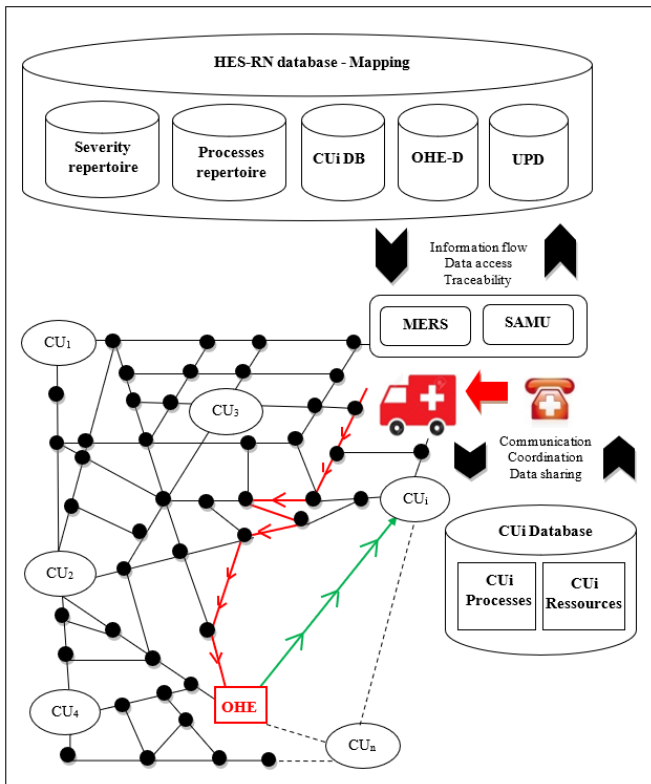 HES-RN database - Mapping
Severity
repertoire
Processes
repertoire
CUi DB
OHE-D
UPD
Information flow
Data access
Traceability
MERS
SAMU
CU1
CU3
Communication
Coordination
Data sharing
CUi
CUi Database
CUi
Processes
CUi
Ressources
CU2
OHE
CU4
CUn